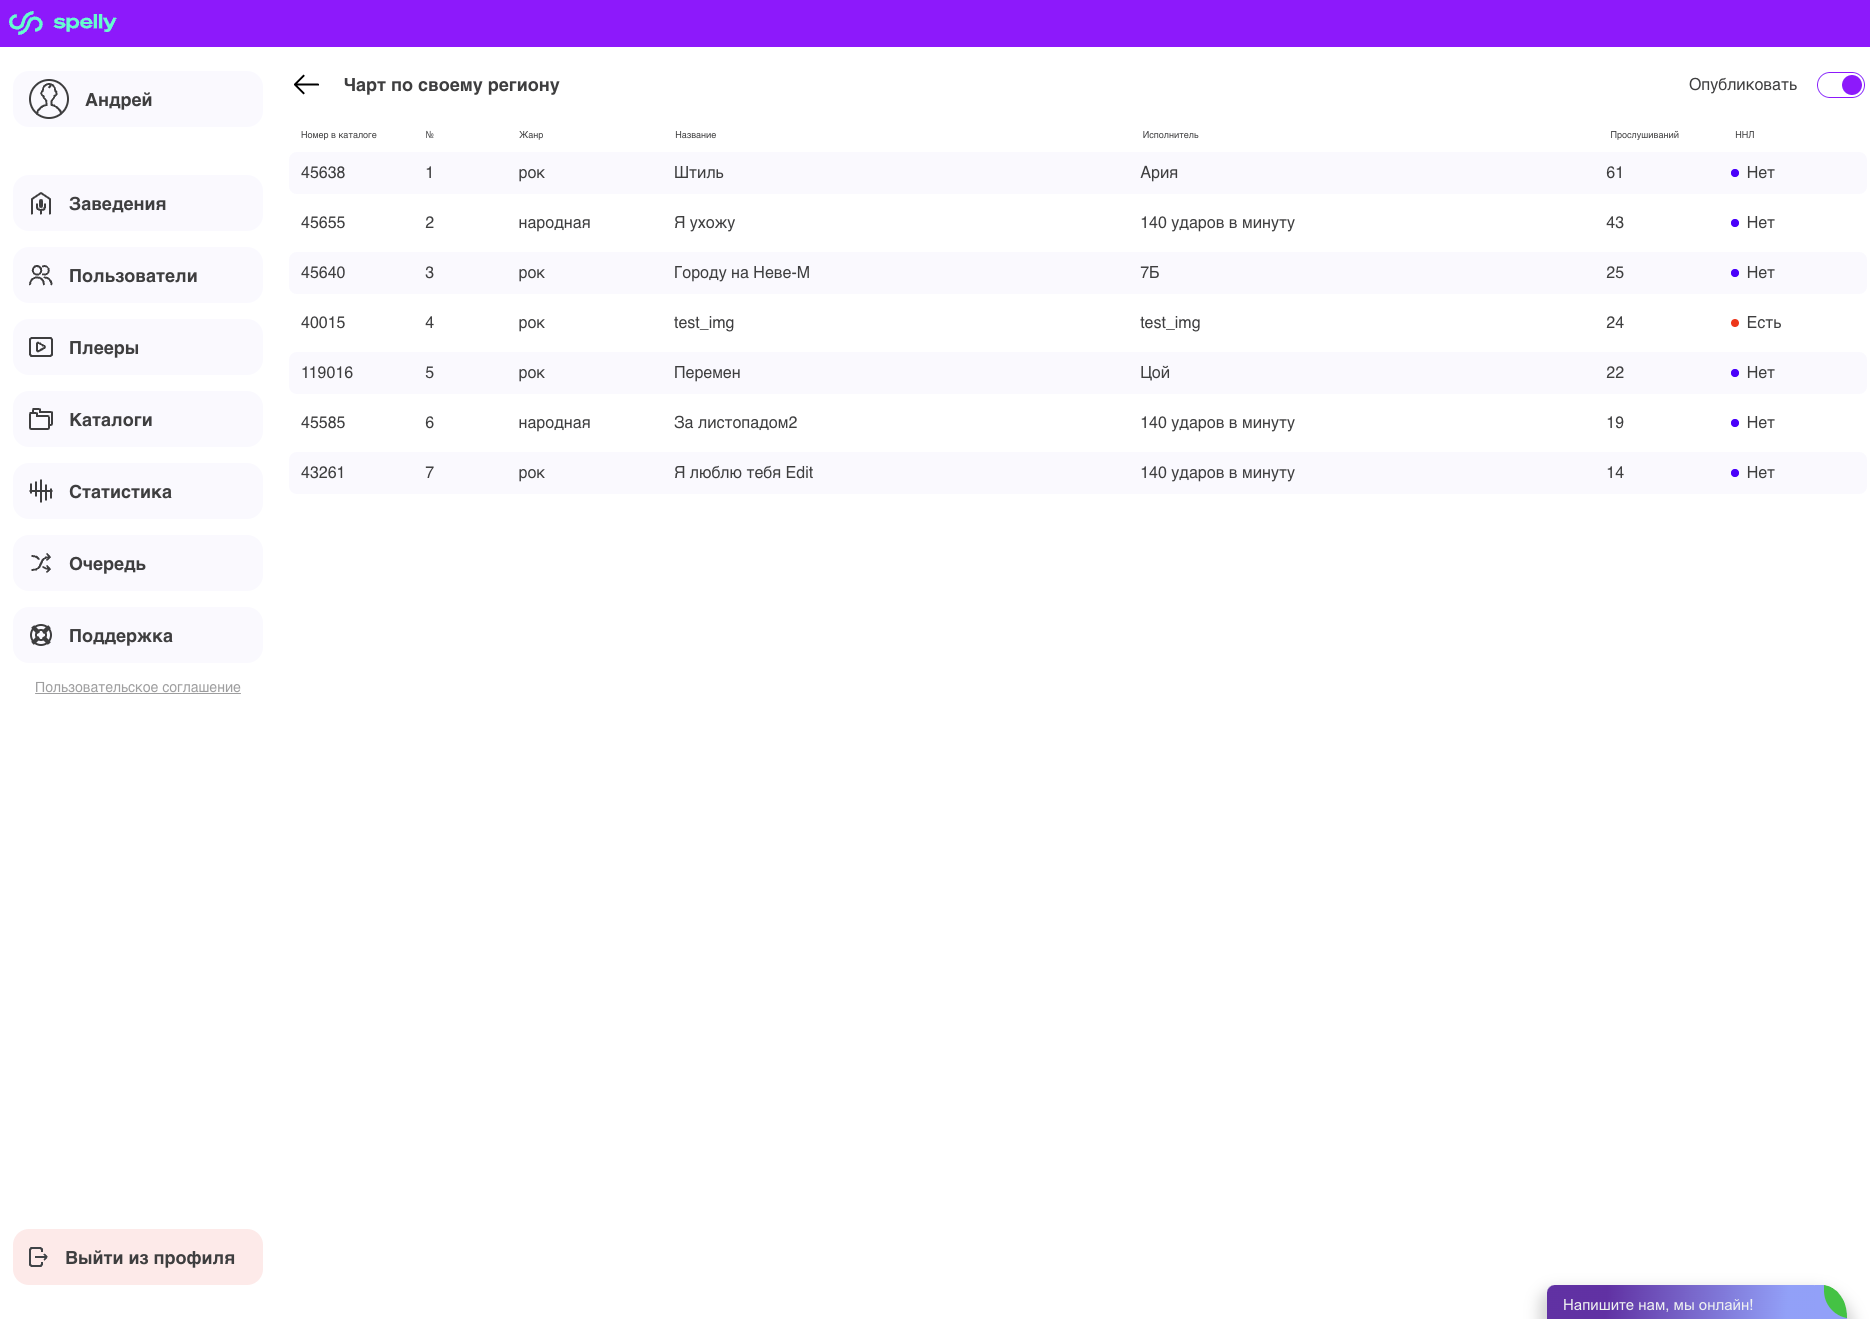 spelly
Андрей
Заведения
Пользователи
Плееры
Каталоги
Статистика
Очередь
Поддержка
Пользовательское соглашение
Выйти из профиля
Чарт по своему региону
Опубликовать
Номер в каталоге № Жанр Название Исполнитель Прослушиваний ННЛ
45638 1 рок Штиль Ария 61 Нет
45655 2 народная Я ухожу 140 ударов в минуту 43 Нет
45640 3 рок Городу на Неве-М 7Б 25 Нет
40015 4 рок test_img test_img 24 Есть
119016 5 рок Перемен Цой 22 Нет
45585 6 народная За листопадом2 140 ударов в минуту 19 Нет
43261 7 рок Я люблю тебя Edit 140 ударов в минуту 14 Нет
Напишите нам, мы онлайн!